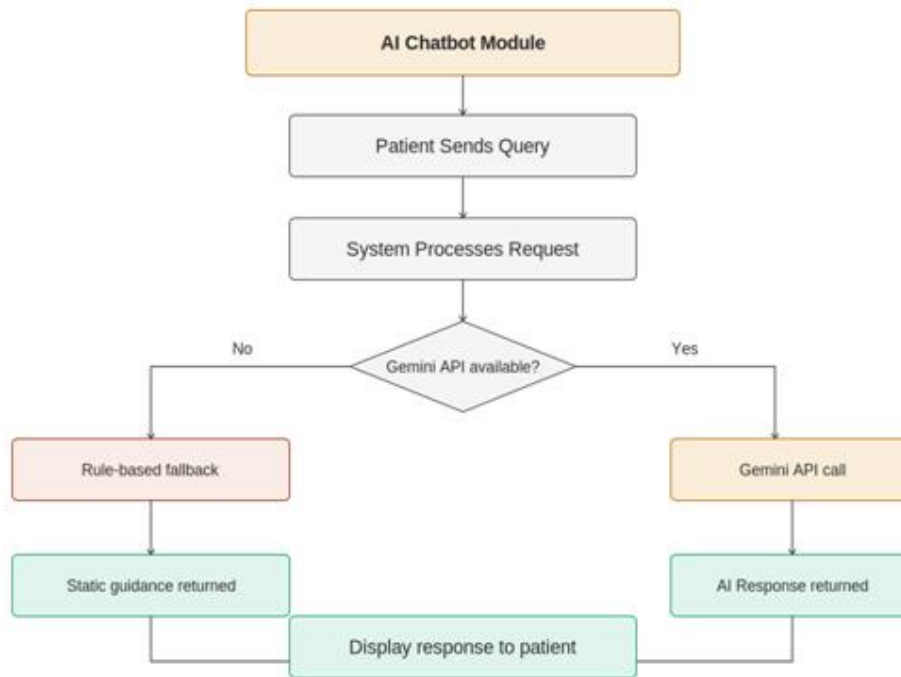 AI Chatbot Module
Patient Sends Query
System Processes Request
No
Yes
Gemini API available?
Rule-based fallback
Gemini API call
Static guidance returned
AI Response returned
Display response to patient